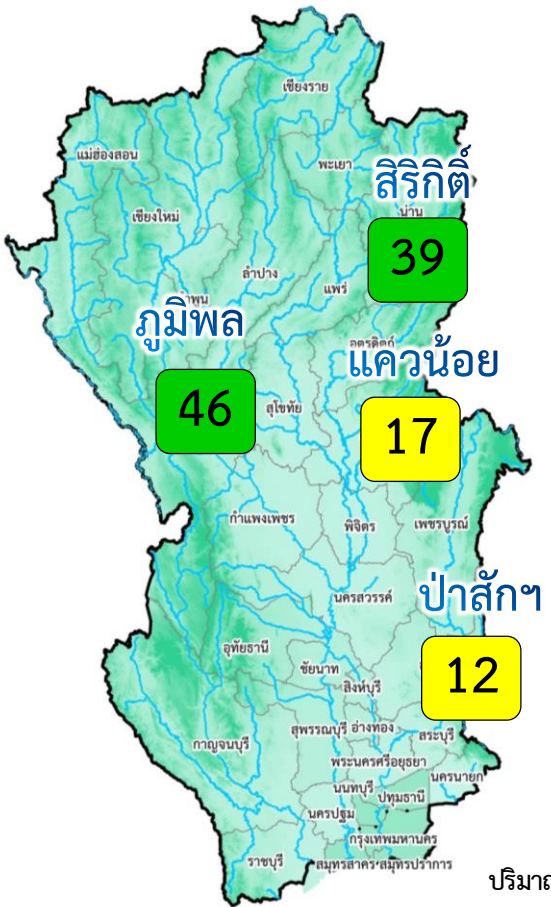 เชียงราย
แม่ฮ่องสอน
พะเยา
สิริกิติ์
น่าน
เชียงใหม่
39
ลำปาง
แพร่
ภูมิพล
อุตรดิตถ์
แควน้อย
46
สุโขทัย
17
กำแพงเพชร
พิจิตร
เพชรบูรณ์
นครสวรรค์
ป่าสักฯ
อุทัยธานี
ชัยนาท
12
สิงห์บุรี
สุพรรณบุรี อ่างทอง
สระบุรี
กาญจนบุรี
พระนครศรีอยุธยา
นครนายก
นนทบุรี
ปทุมธานี
นครปฐม
กรุงเทพมหานคร
ราชบุรี
สมุทรสาคร สมุทรปราการ